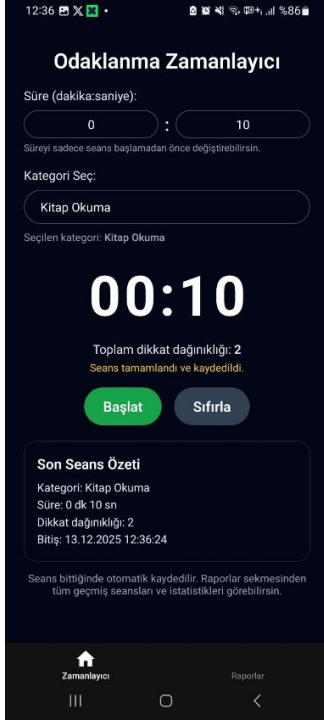 12:36 %86
Odaklanma Zamanlayıcı
Süre (dakika:saniye):
0 : 10
Süreyi sadece seans başlamadan önce değiştirebilirsin.
Kategori Seç:
Kitap Okuma
Seçilen kategori: Kitap Okuma
00:10
Toplam dikkat dağınıklığı: 2
Seans tamamlandı ve kaydedildi.
Başlat Sıfırla
Son Seans Özeti
Kategori: Kitap Okuma
Süre: 0 dk 10 sn
Dikkat dağınıklığı: 2
Bitiş: 13.12.2025 12:36:24
Seans bittiğinde otomatik kaydedilir. Raporlar sekmesinden
tüm geçmiş seansları ve istatistikleri görebilirsin.
Zamanlayıcı Raporlar